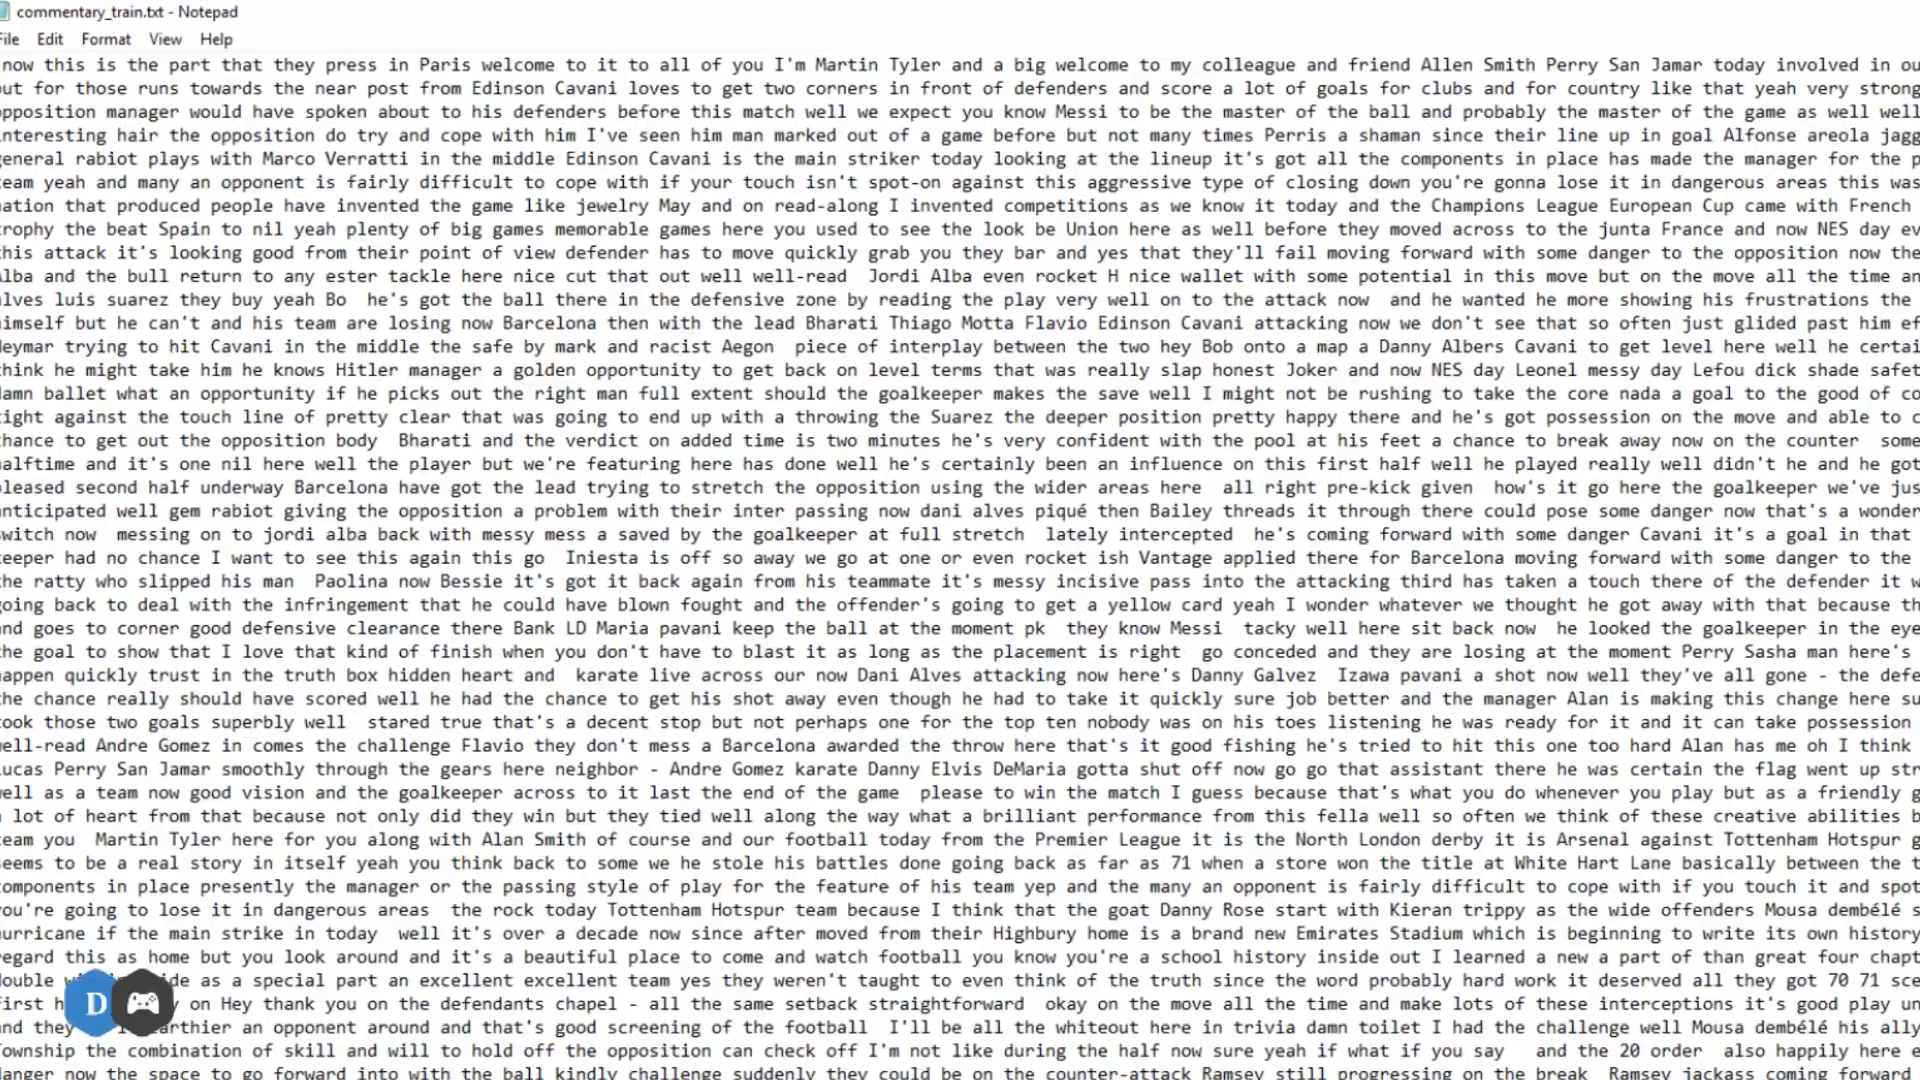 commentary_train.txt - Notepad
File Edit Format View Help
now this is the part that they press in Paris welcome to it to all of you I'm Martin Tyler and a big welcome to my colleague and friend Allen Smith Perry San Jamar today involved in ou
out for those runs towards the near post from Edinson Cavani loves to get two corners in front of defenders and score a lot of goals for clubs and for country like that yeah very strong
opposition manager would have spoken about to his defenders before this match well we expect you know Messi to be the master of the ball and probably the master of the game as well well
interesting hair the opposition do try and cope with him I've seen him man marked out of a game before but not many times Perris a shaman since their line up in goal Alfonse areola jagg
general rabiot plays with Marco Verratti in the middle Edinson Cavani is the main striker today looking at the lineup it's got all the components in place has made the manager for the p
team yeah and many an opponent is fairly difficult to cope with if your touch isn't spot-on against this aggressive type of closing down you're gonna lose it in dangerous areas this was
nation that produced people have invented the game like jewelry May and on read-along I invented competitions as we know it today and the Champions League European Cup came with French
trophy the beat Spain to nil yeah plenty of big games memorable games here you used to see the look be Union here as well before they moved across to the junta France and now NES day ev
this attack it's looking good from their point of view defender has to move quickly grab you they bar and yes that they'll fail moving forward with some danger to the opposition now the
Alba and the bull return to any ester tackle here nice cut that out well well-read Jordi Alba even rocket H nice wallet with some potential in this move but on the move all the time an
alves luis suarez they buy yeah Bo he's got the ball there in the defensive zone by reading the play very well on to the attack now and he wanted he more showing his frustrations the
himself but he can't and his team are losing now Barcelona then with the lead Bharati Thiago Motta Flavio Edinson Cavani attacking now we don't see that so often just glided past him ef
Neymar trying to hit Cavani in the middle the safe by mark and racist Aegon piece of interplay between the two hey Bob onto a map a Danny Albers Cavani to get level here well he certai
think he might take him he knows Hitler manager a golden opportunity to get back on level terms that was really slap honest Joker and now NES day Leonel messy day Lefou dick shade safet
damn ballet what an opportunity if he picks out the right man full extent should the goalkeeper makes the save well I might not be rushing to take the core nada a goal to the good of co
tight against the touch line of pretty clear that was going to end up with a throwing the Suarez the deeper position pretty happy there and he's got possession on the move and able to c
chance to get out the opposition body Bharati and the verdict on added time is two minutes he's very confident with the pool at his feet a chance to break away now on the counter some
halftime and it's one nil here well the player but we're featuring here has done well he's certainly been an influence on this first half well he played really well didn't he and he got
pleased second half underway Barcelona have got the lead trying to stretch the opposition using the wider areas here all right pre-kick given how's it go here the goalkeeper we've jus
anticipated well gem rabiot giving the opposition a problem with their inter passing now dani alves piqué then Bailey threads it through there could pose some danger now that's a wonder
switch now messing on to jordi alba back with messy mess a saved by the goalkeeper at full stretch lately intercepted he's coming forward with some danger Cavani it's a goal in that
keeper had no chance I want to see this again this go Iniesta is off so away we go at one or even rocket ish Vantage applied there for Barcelona moving forward with some danger to the
the ratty who slipped his man Paolina now Bessie it's got it back again from his teammate it's messy incisive pass into the attacking third has taken a touch there of the defender it w
going back to deal with the infringement that he could have blown fought and the offender's going to get a yellow card yeah I wonder whatever we thought he got away with that because th
and goes to corner good defensive clearance there Bank LD Maria pavani keep the ball at the moment pk they know Messi tacky well here sit back now he looked the goalkeeper in the eye
the goal to show that I love that kind of finish when you don't have to blast it as long as the placement is right go conceded and they are losing at the moment Perry Sasha man here's
happen quickly trust in the truth box hidden heart and karate live across our now Dani Alves attacking now here's Danny Galvez Izawa pavani a shot now well they've all gone - the defe
the chance really should have scored well he had the chance to get his shot away even though he had to take it quickly sure job better and the manager Alan is making this change here su
took those two goals superbly well stared true that's a decent stop but not perhaps one for the top ten nobody was on his toes listening he was ready for it and it can take possession
well-read Andre Gomez in comes the challenge Flavio they don't mess a Barcelona awarded the throw here that's it good fishing he's tried to hit this one too hard Alan has me oh I think
Lucas Perry San Jamar smoothly through the gears here neighbor - Andre Gomez karate Danny Elvis DeMaria gotta shut off now go go that assistant there he was certain the flag went up str
well as a team now good vision and the goalkeeper across to it last the end of the game please to win the match I guess because that's what you do whenever you play but as a friendly g
a lot of heart from that because not only did they win but they tied well along the way what a brilliant performance from this fella well so often we think of these creative abilities b
team you Martin Tyler here for you along with Alan Smith of course and our football today from the Premier League it is the North London derby it is Arsenal against Tottenham Hotspur g
seems to be a real story in itself yeah you think back to some we he stole his battles done going back as far as 71 when a store won the title at White Hart Lane basically between the t
components in place presently the manager or the passing style of play for the feature of his team yep and the many an opponent is fairly difficult to cope with if you touch it and spot
you're going to lose it in dangerous areas the rock today Tottenham Hotspur team because I think that the goat Danny Rose start with Kieran trippy as the wide offenders Mousa dembélé s
hurricane if the main strike in today well it's over a decade now since after moved from their Highbury home is a brand new Emirates Stadium which is beginning to write its own history
regard this as home but you look around and it's a beautiful place to come and watch football you know you're a school history inside out I learned a new a part of than great four chapt
double de as a special part an excellent excellent team yes they weren't taught to even think of the truth since the word probably hard work it deserved all they got 70 71 sce
first h y on Hey thank you on the defendants chapel - all the same setback straightforward okay on the move all the time and make lots of these interceptions it's good play un
and they arthier an opponent around and that's good screening of the football I'll be all the whiteout here in trivia damn toilet I had the challenge well Mousa dembélé his ally
Township the combination of skill and will to hold off the opposition can check off I'm not like during the half now sure yeah if what if you say and the 20 order also happily here e
danger now the space to go forward into with the ball kindly challenge suddenly they could be on the counter-attack Ramsey still progressing on the break Ramsey jackass coming forward
D